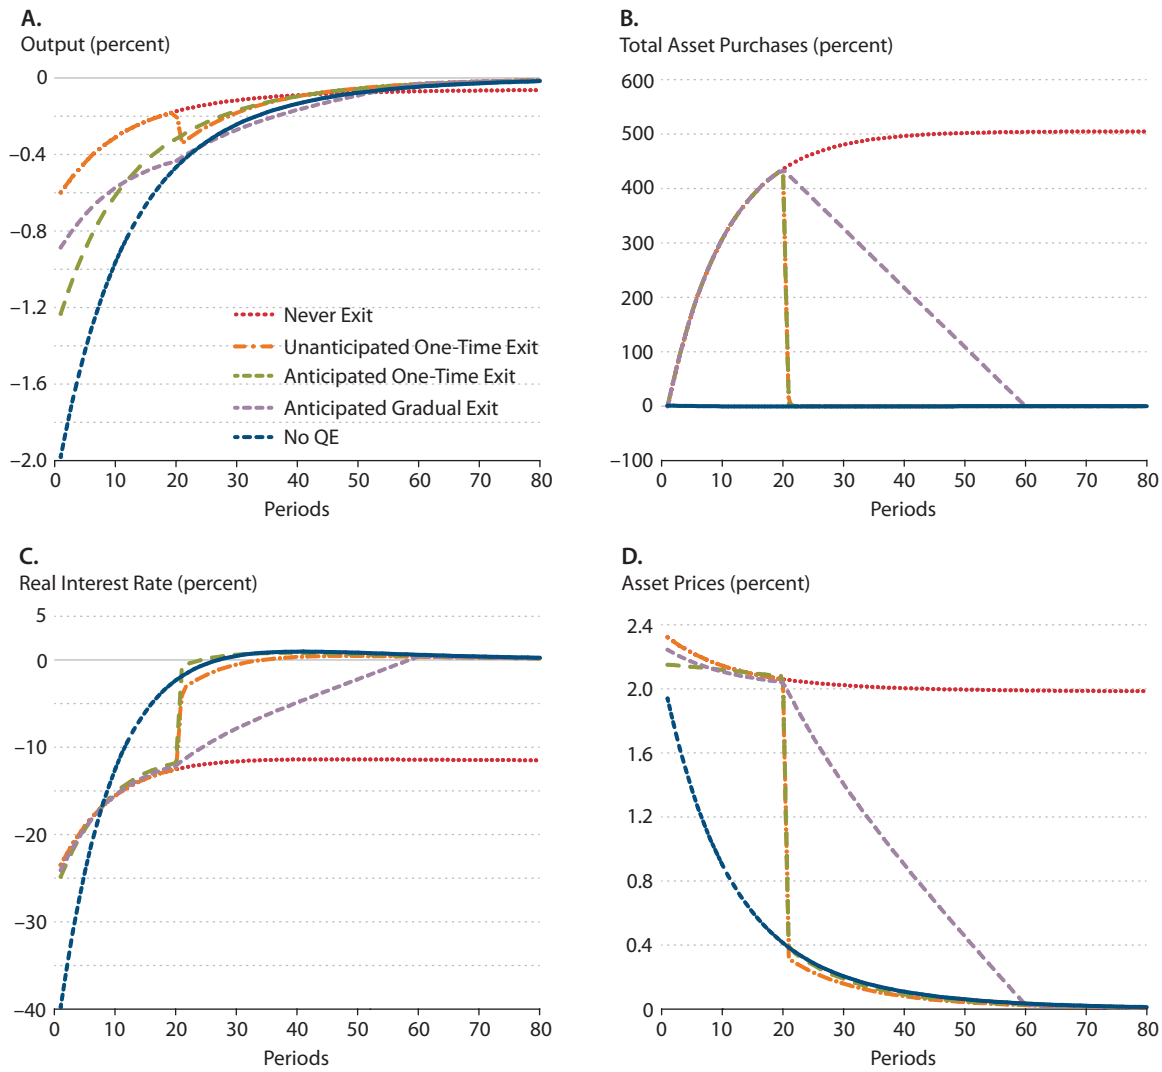 A.
Output (percent)
0
−0.4
−0.8
−1.2
−1.6
−2.0
0 10 20 30 40 50 60 70 80
Periods
Never Exit
Unanticipated One-Time Exit
Anticipated One-Time Exit
Anticipated Gradual Exit
No QE
B.
Total Asset Purchases (percent)
600
500
400
300
200
100
0
−100
0 10 20 30 40 50 60 70 80
Periods
C.
Real Interest Rate (percent)
5
0
−10
−20
−30
−40
0 10 20 30 40 50 60 70 80
Periods
D.
Asset Prices (percent)
2.4
2.0
1.6
1.2
0.8
0.4
0
0 10 20 30 40 50 60 70 80
Periods